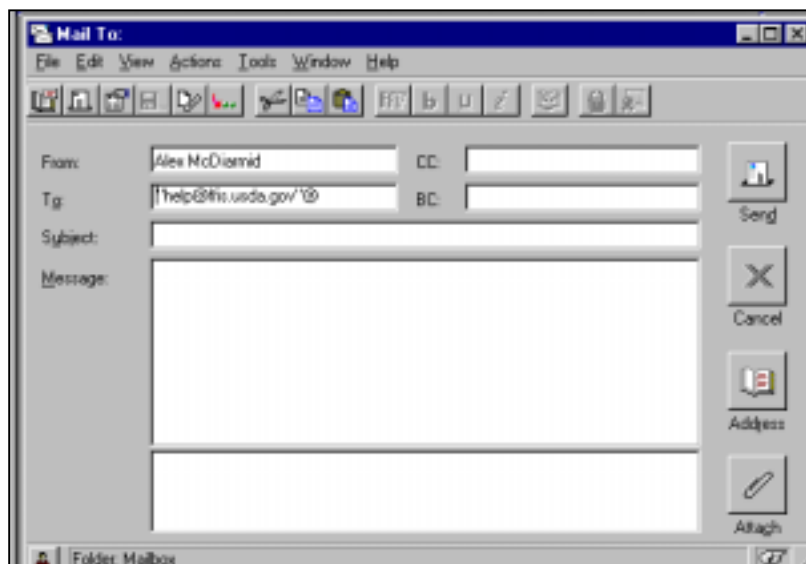 Mail To:
File Edit View Actions Tools Window Help
From: Alex McDiarmid CC:
To: BC:
Subject:
Message:
Send
Cancel
Address
Attach
Folder: Mailbox